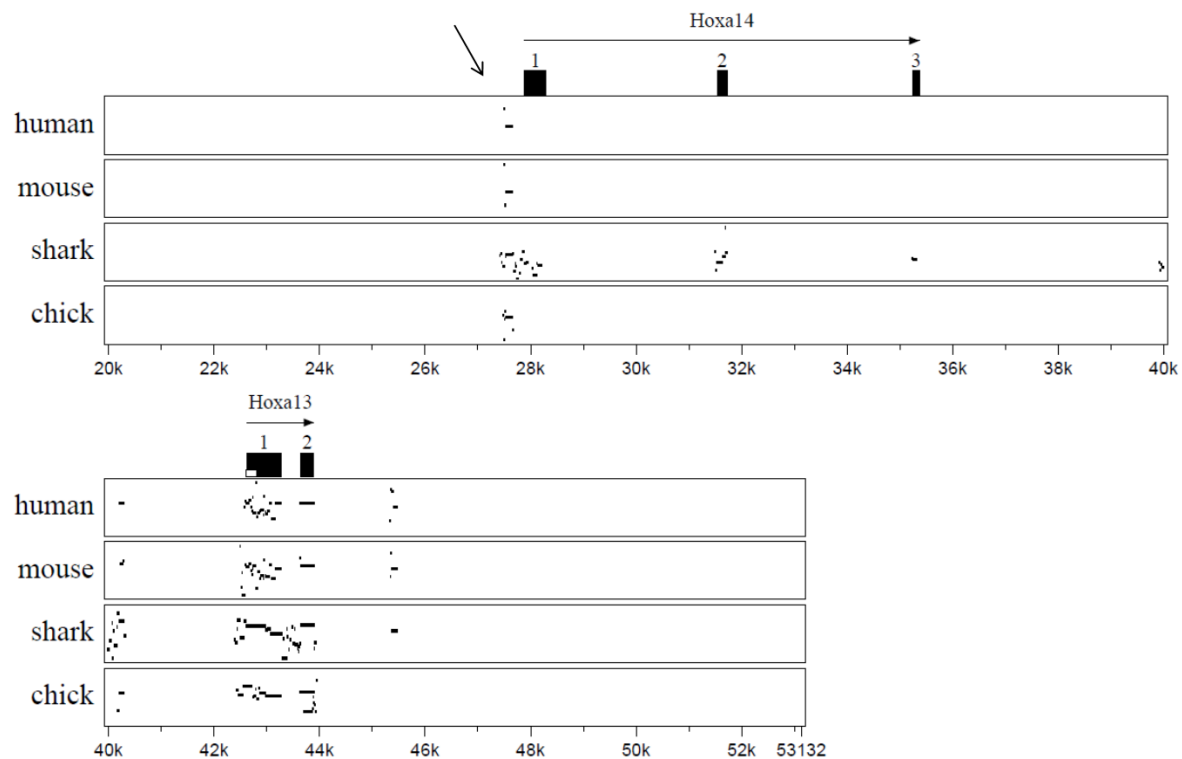 Hoxa14
1 2 3
human
mouse
shark
chick
20k 22k 24k 26k 28k 30k 32k 34k 36k 38k 40k
Hoxa13
1 2
human
mouse
shark
chick
40k 42k 44k 46k 48k 50k 52k 53132